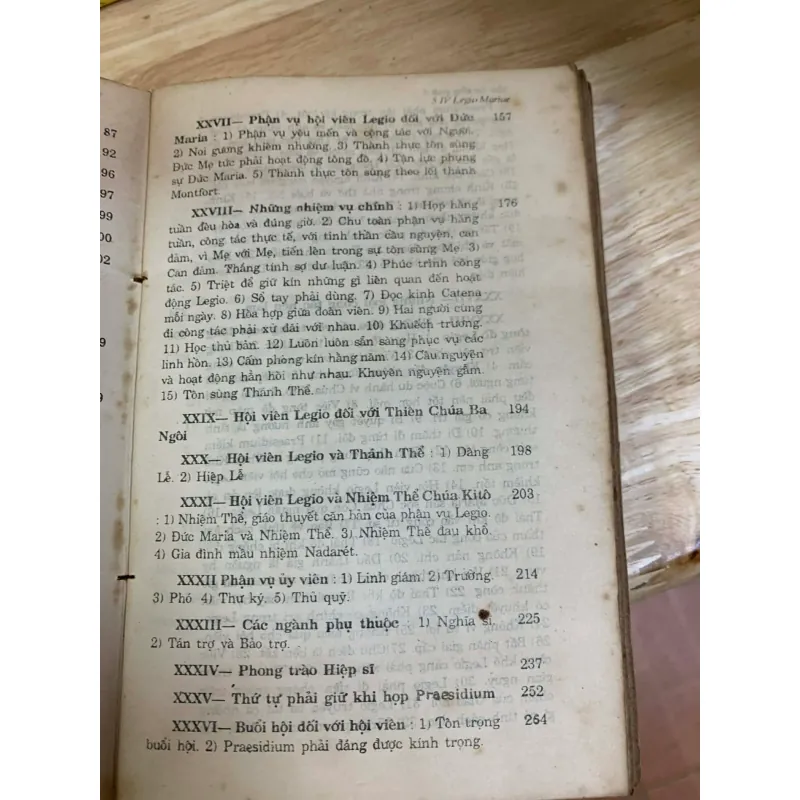 87
92
96
97
99
00
02
9
94
Legio Mariae
XXVII— Phận vụ hội viên Legio đối với Đức 157
Maria : 1) Phận vụ yêu mến và cộng tác với Người.
2) Noi gương khiêm nhường. 3) Thành thực tôn sùng
Đức Mẹ tức phải hoạt động tông đồ. 4) Tận lực phụng
sự Đức Maria. 5) Thành thực tôn sùng theo lối thánh
Montfort.
XXVIII— Những nhiệm vụ chính : 1) Họp hằng 176
tuần đều hòa và đúng giờ. 2) Chu toàn phận vụ hằng
tuần, công tác thực tế, với tinh thần cầu nguyện, can
đảm, vì Mẹ với Mẹ, tiến lên trong sự tôn sùng Mẹ. 3)
Can đảm. Thắng tính sợ dư luận. 4) Phúc trình công
tác. 5) Triệt để giữ kín những gì liên quan đến hoạt
động Legio. 6) Sổ tay phải dùng. 7) Đọc kinh Catena
mỗi ngày. 8) Hòa hợp giữa đoàn viên. 9) Hai người cùng
đi công tác phải xử đãi với nhau. 10) Khuếch trương.
11) Học thủ bản. 12) Luôn luôn sẵn sàng phục vụ các
linh hồn. 13) Cấm phòng kín hằng năm. 14) Cầu nguyện
và hoạt động hẳn hồi như nhau. Khuyên nguyện gẫm.
15) Tôn sùng Thánh Thể.
XXIX— Hội viên Legio đối với Thiên Chúa Ba 194
Ngôi
XXX— Hội viên Legio và Thánh Thể : 1) Dâng 198
Lễ. 2) Hiệp Lễ
XXXI— Hội viên Legio và Nhiệm Thể Chúa Kitô 203
: 1) Nhiệm Thể, giáo thuyết căn bản của phận vụ Legio.
2) Đức Maria và Nhiệm Thể. 3) Nhiệm Thể đau khổ.
4) Gia đình mầu nhiệm Nadarét.
XXXII Phận vụ ủy viên : 1) Linh giám. 2) Trưởng. 214
3) Phó 4) Thư ký. 5) Thủ quỹ.
XXXIII— Các ngành phụ thuộc : 1) Nghĩa sĩ. 225
2) Tán trợ và Bảo trợ.
XXXIV— Phong trào Hiệp sĩ 237
XXXV— Thứ tự phải giữ khi họp Praesidium 252
XXXVI— Buổi hội đối với hội viên : 1) Tôn trọng 264
buổi hội. 2) Praesidium phải đáng được kính trọng.